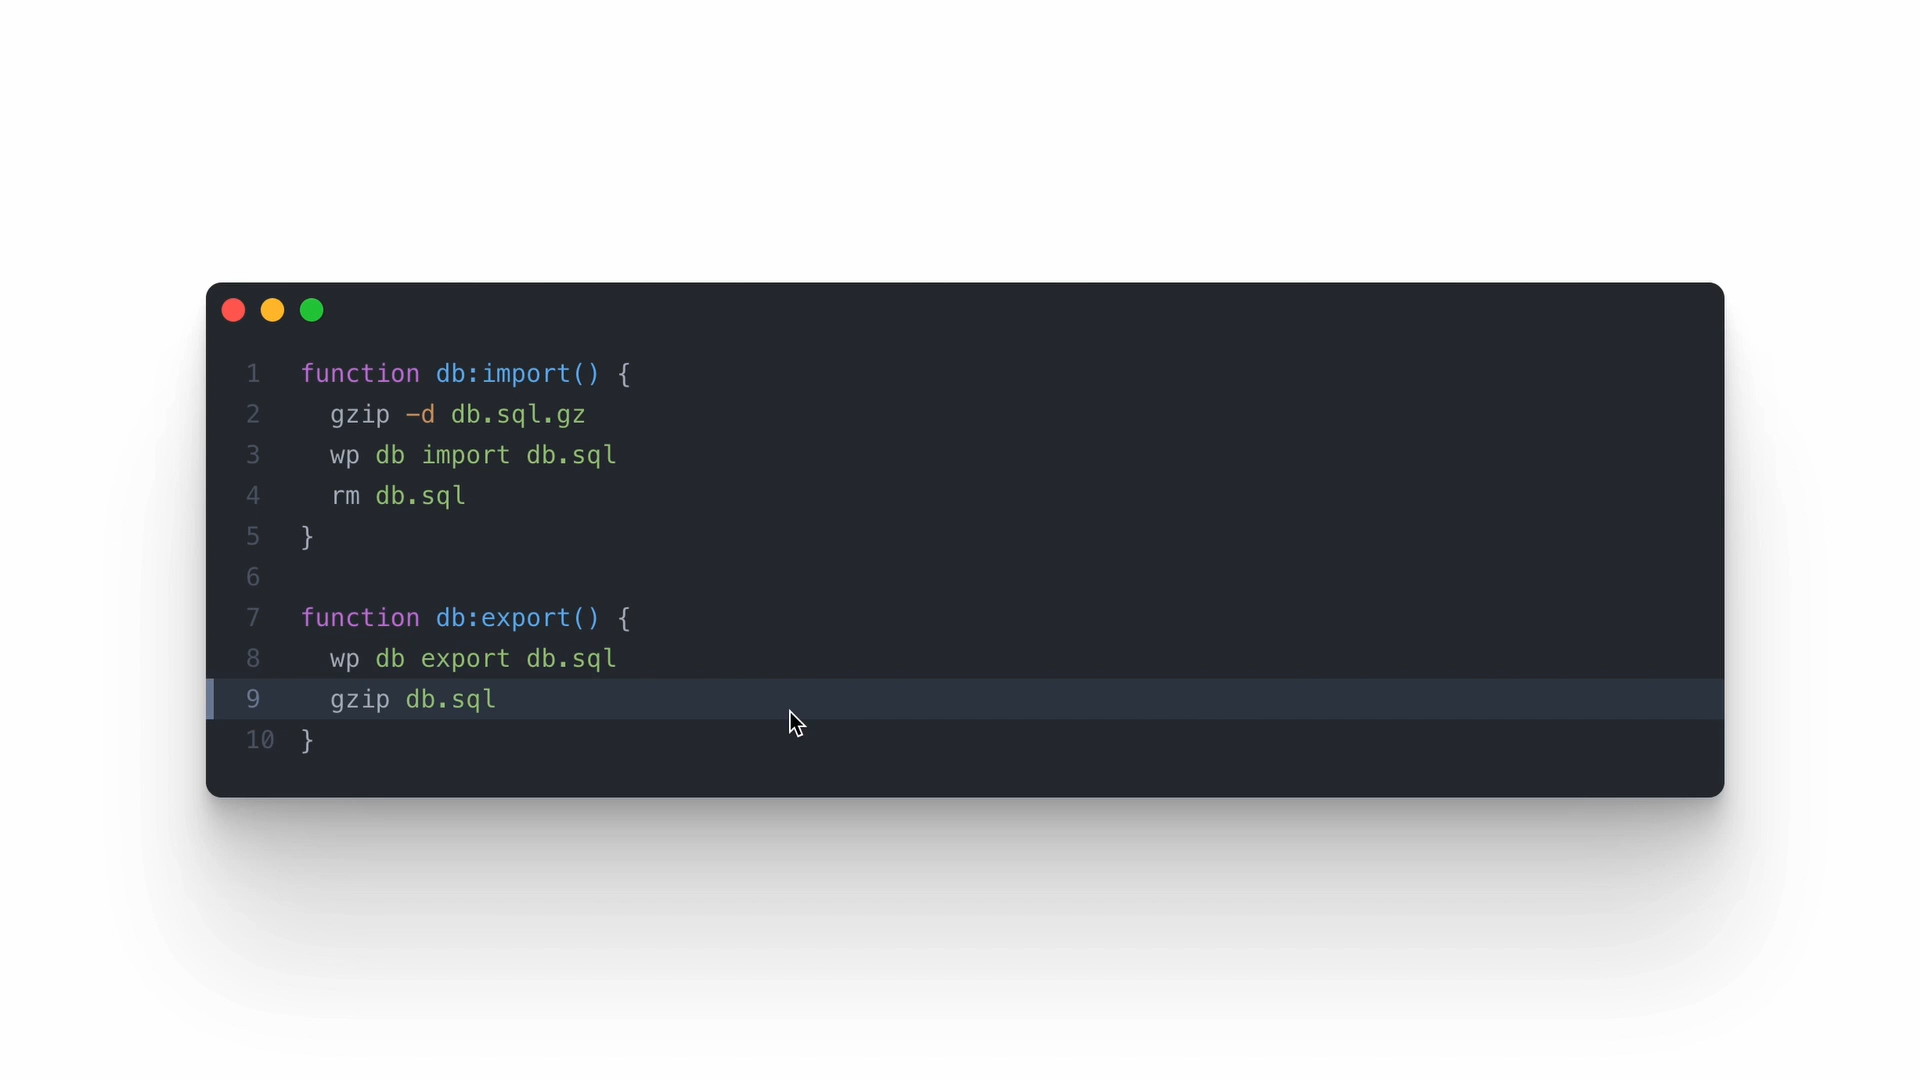 1 function db:import() {
2 gzip -d db.sql.gz
3 wp db import db.sql
4 rm db.sql
5 }
6
7 function db:export() {
8 wp db export db.sql
9 gzip db.sql
10 }